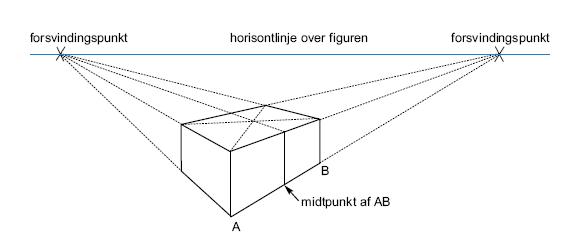 forsvindingspunkt horisontlinje over figuren forsvindingspunkt
B
midtpunkt af AB
A